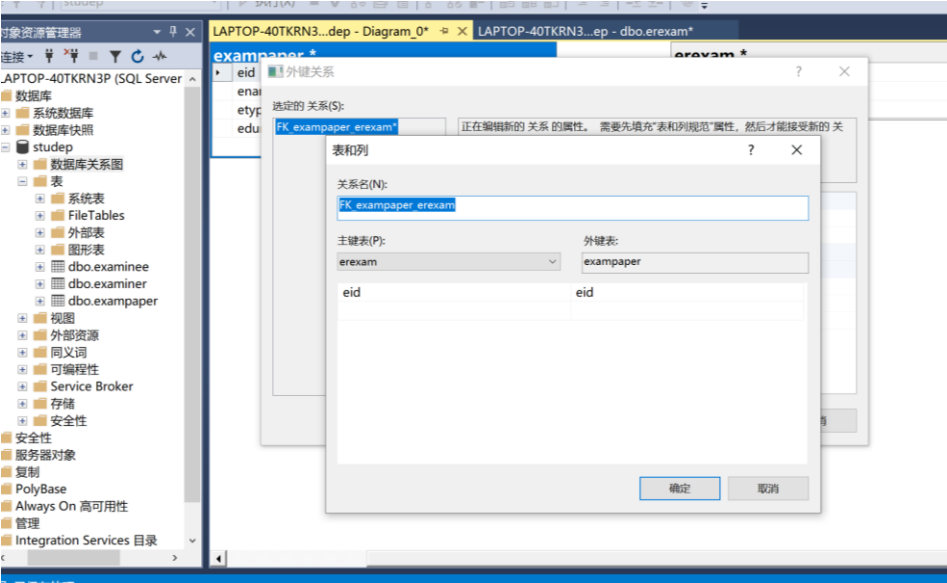 studep
执行(X)
对象资源管理器
LAPTOP-40TKRN3...dep - Diagram_0*
LAPTOP-40TKRN3...ep - dbo.erexam*
连接
exampaper *
erexam *
eid
外键关系
?
LAPTOP-40TKRN3P (SQL Server
数据库
系统数据库
数据库快照
studep
数据库关系图
表
系统表
FileTables
外部表
图形表
dbo.examinee
dbo.examiner
dbo.exampaper
视图
外部资源
同义词
可编程性
Service Broker
存储
安全性
安全性
服务器对象
复制
PolyBase
Always On 高可用性
管理
Integration Services 目录
选定的 关系(S):
FK_exampaper_erexam*
正在编辑新的 关系 的属性。 需要先填充"表和列规范"属性，然后才能接受新的 关
表和列
?
关系名(N):
FK_exampaper_erexam
主键表(P):
外键表:
erexam
exampaper
eid
eid
确定
取消